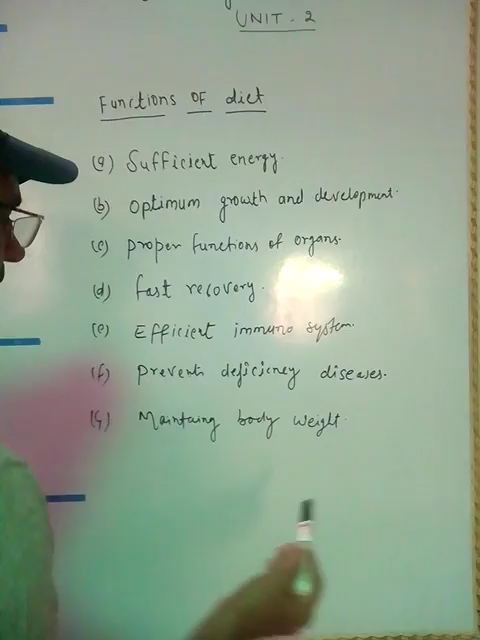 UNIT - 2
Functions OF diet
(a) Sufficient energy.
(b) Optimum growth and development.
(c) Proper functions of organs.
(d) fast recovery.
(e) Efficient immuno system.
(f) Prevents deficiency diseases.
(g) Maintaing body weight.